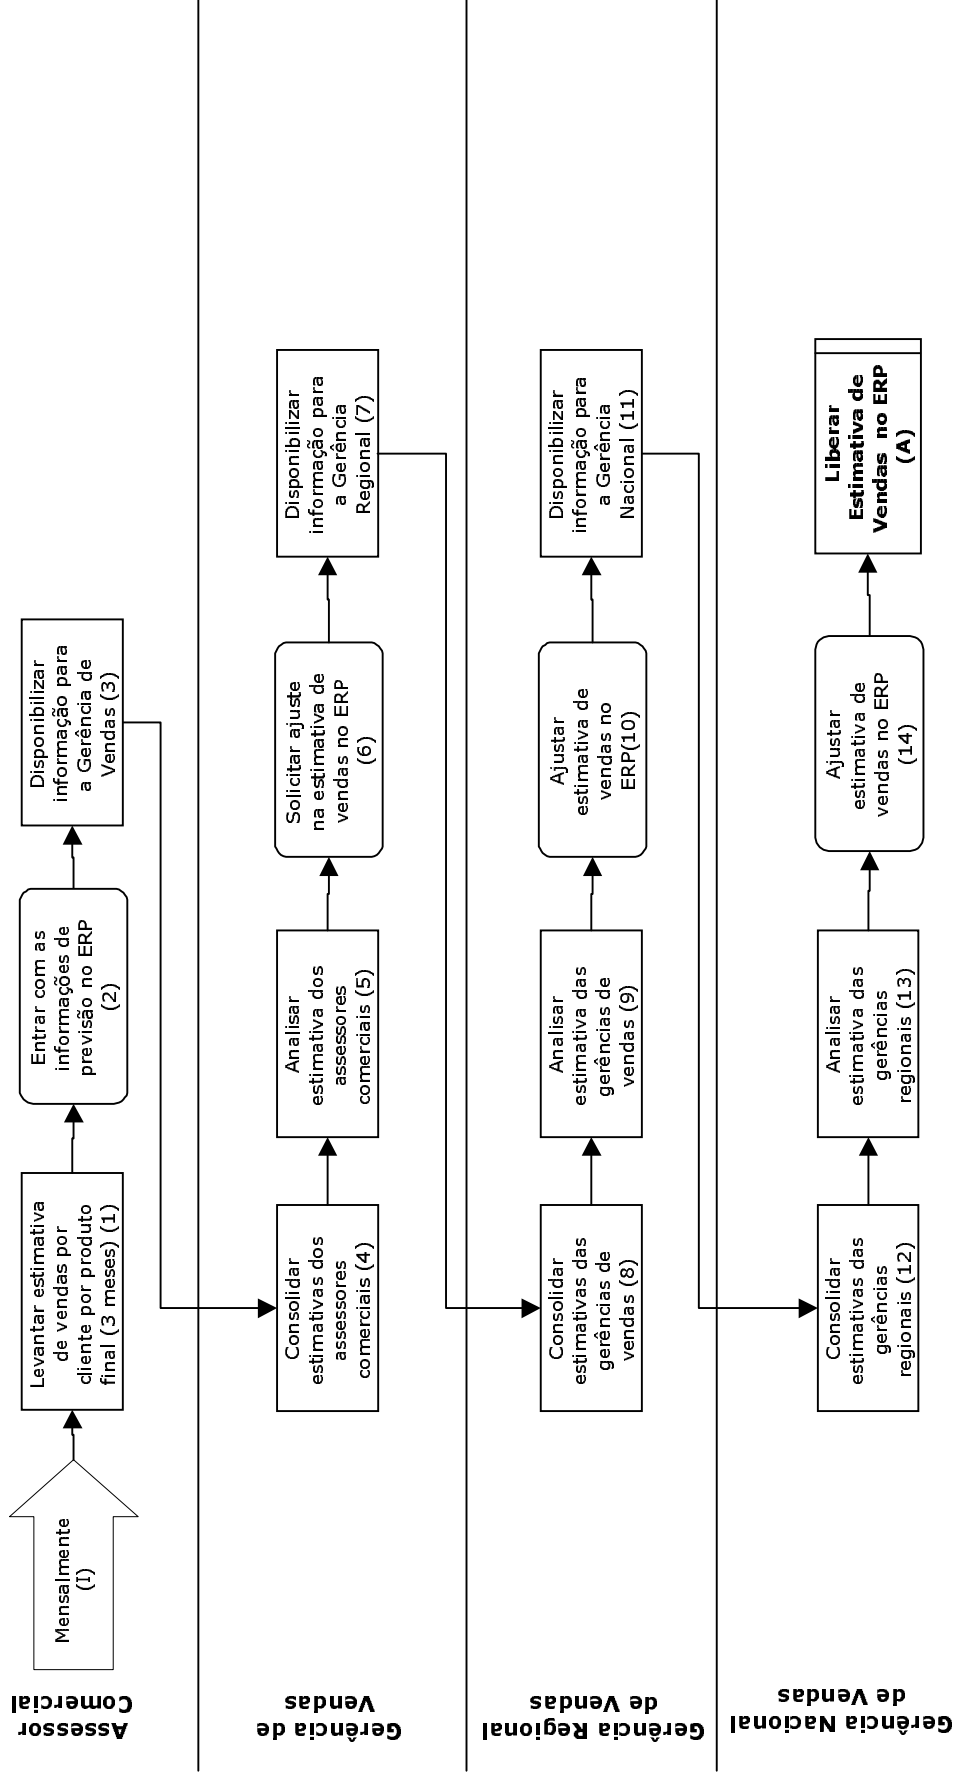 Assessor
Comercial
Mensalmente
(I)
Levantar estimativa
de vendas por
cliente por produto
final (3 meses) (1)
Entrar com as
informações de
previsão no ERP
(2)
Disponibilizar
informação para
a Gerência de
Vendas (3)
Gerência de
Vendas
Consolidar
estimativas dos
assessores
comerciais (4)
Analisar
estimativa dos
assessores
comerciais (5)
Solicitar ajuste
na estimativa de
vendas no ERP
(6)
Disponibilizar
informação para
a Gerência
Regional (7)
Gerência Regional
de Vendas
Consolidar
estimativas das
gerências de
vendas (8)
Analisar
estimativa das
gerências de
vendas (9)
Ajustar
estimativa de
vendas no
ERP(10)
Disponibilizar
informação para
a Gerência
Nacional (11)
Gerência Nacional
de Vendas
Consolidar
estimativas das
gerências
regionais (12)
Analisar
estimativa das
gerências
regionais (13)
Ajustar
estimativa de
vendas no ERP
(14)
Liberar
Estimativa de
Vendas no ERP
(A)